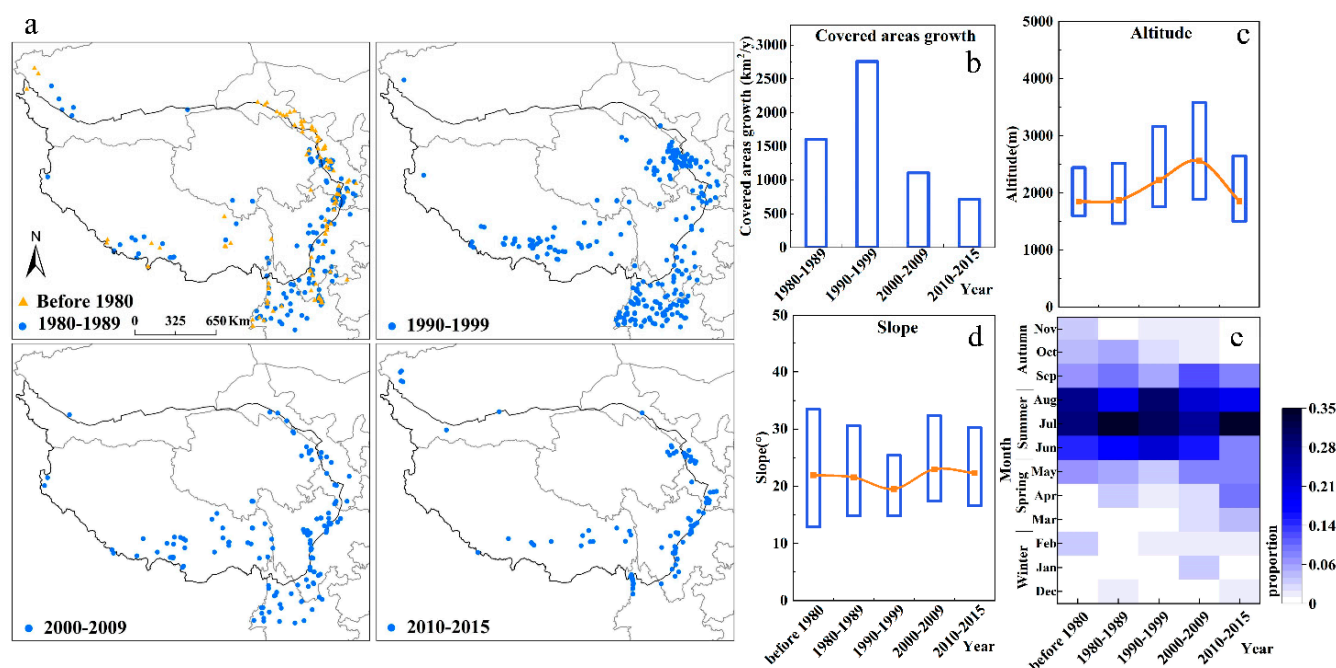 a
N
Before 1980
1980-1989
0 325 650 Km
1990-1999
2000-2009
2010-2015
Covered areas growth
b
Covered areas growth (km²/y)
3000
2500
2000
1500
1000
500
0
1980-1989
1990-1999
2000-2009
2010-2015
Year
Altitude
c
Altitude(m)
5000
4000
3000
2000
1000
0
Slope
d
Slope(°)
50
40
30
20
10
0
before 1980
1980-1989
1990-1999
2000-2009
2010-2015
Year
e
Month
Autumn
Summer
Spring
Winter
Nov
Oct
Sep
Aug
Jul
Jun
May
Apr
Mar
Feb
Jan
Dec
before 1980
1980-1989
1990-1999
2000-2009
2010-2015
Year
proportion
0.35
0.26
0.14
0.06
0